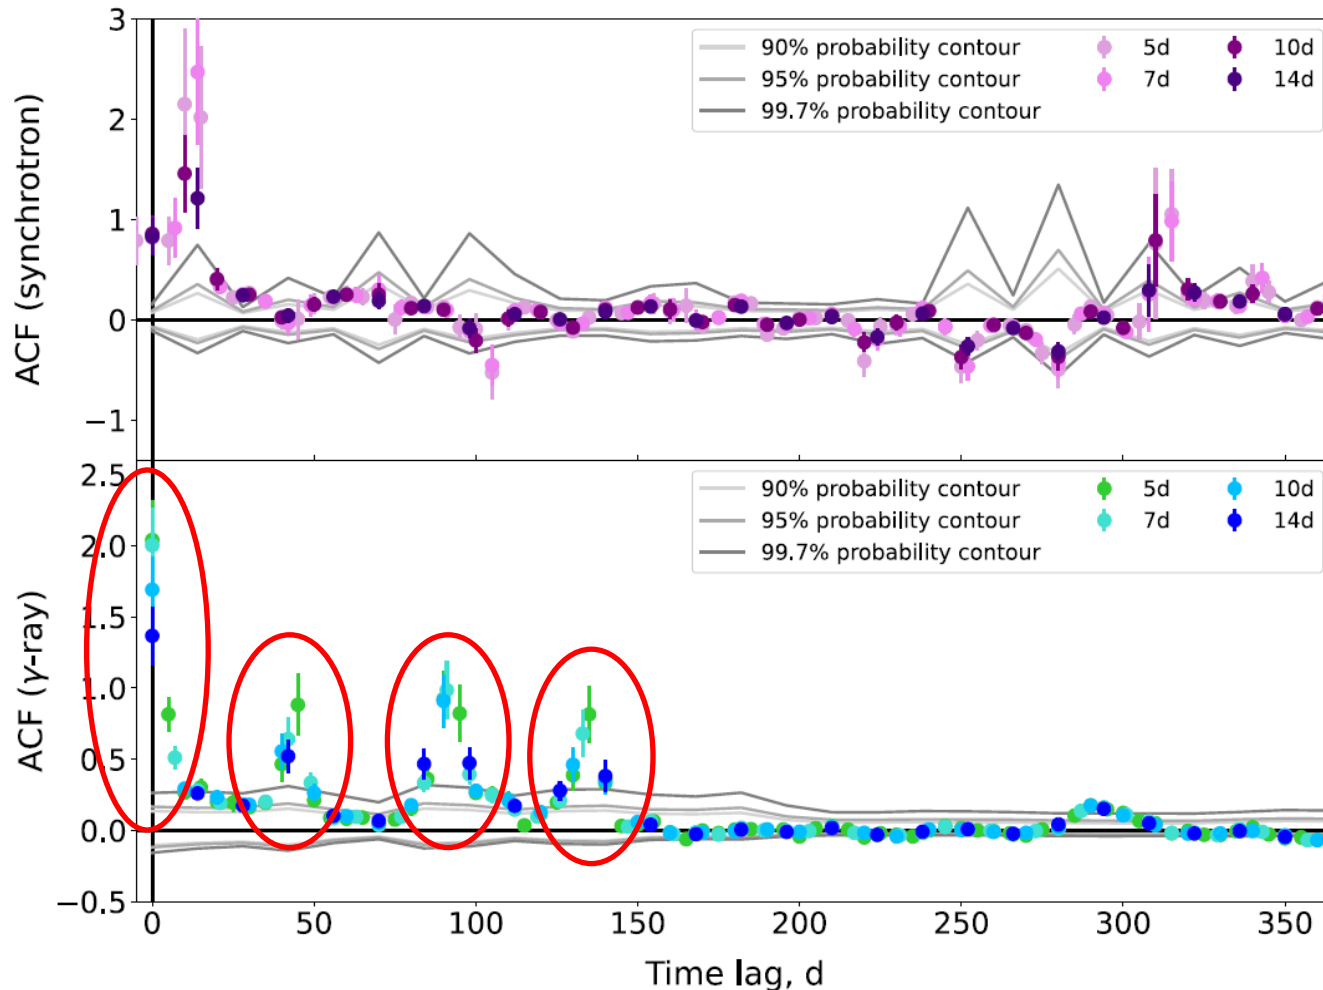 3
2
1
0
−1
ACF (synchrotron)
90% probability contour
95% probability contour
99.7% probability contour
5d
7d
10d
14d
2.5
2.0
1.5
1.0
0.5
0.0
−0.5
ACF (γ-ray)
90% probability contour
95% probability contour
99.7% probability contour
5d
7d
10d
14d
0 50 100 150 200 250 300 350
Time lag, d